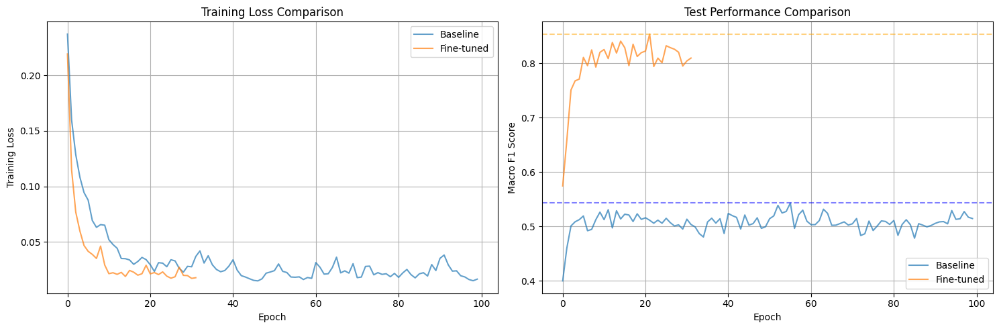 Training Loss Comparison
Baseline
Fine-tuned
0.20
0.15
0.10
0.05
Training Loss
0 20 40 60 80 100
Epoch
Test Performance Comparison
0.8
0.7
0.6
0.5
0.4
Macro F1 Score
Baseline
Fine-tuned
0 20 40 60 80 100
Epoch